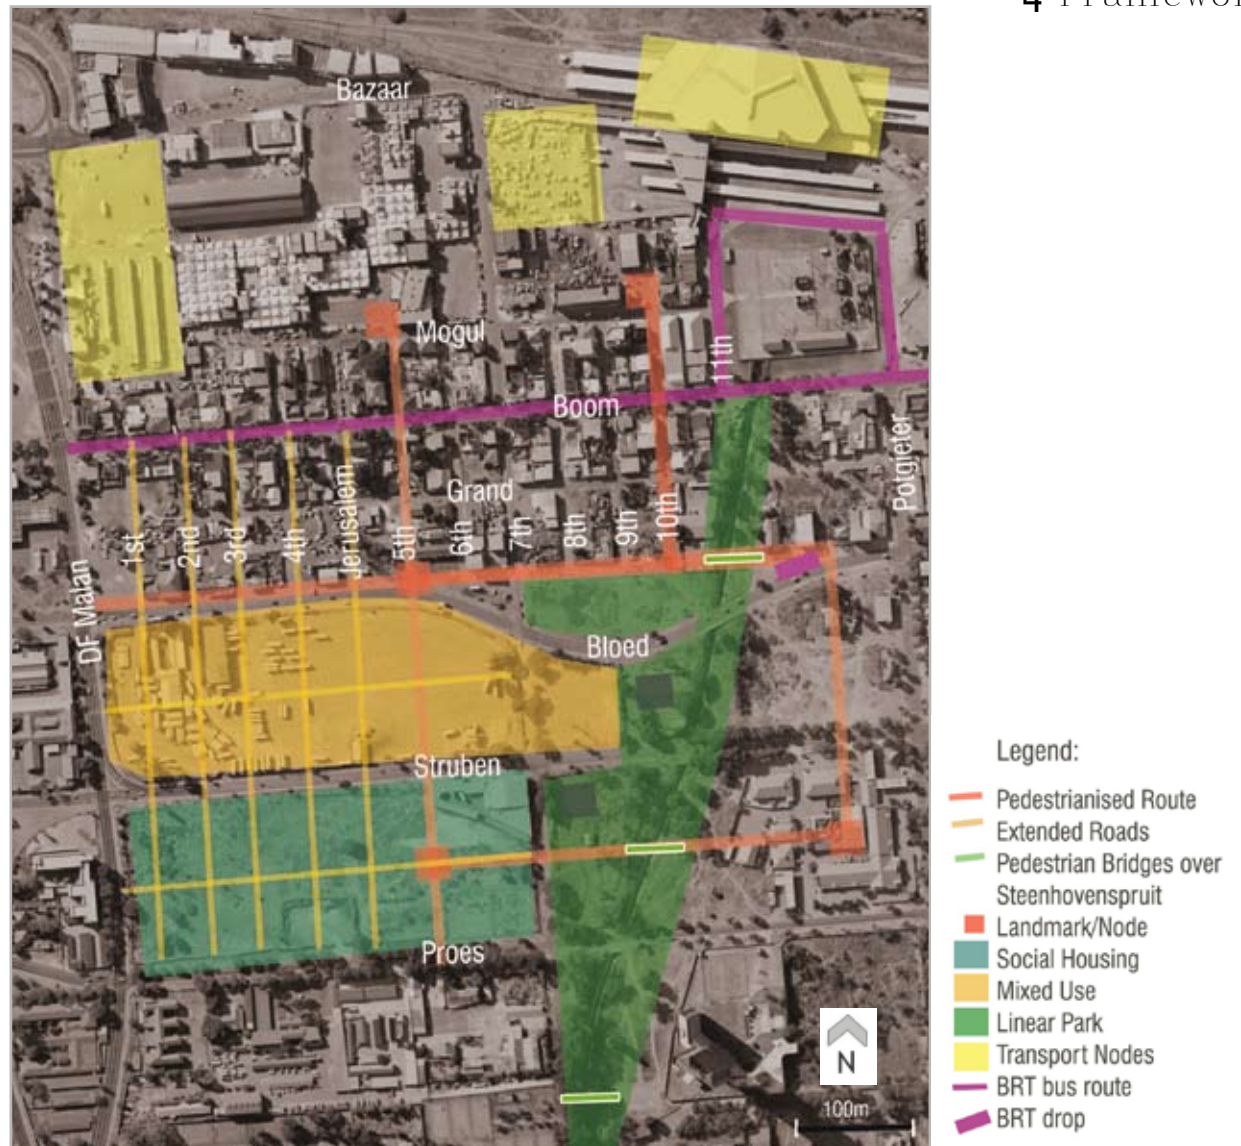 4
Bazaar
Mogul
11th
Boom
Potgieter
Grand
1st
2nd
3rd
4th
Jerusalem
5th
6th
7th
8th
9th
10th
DF Malan
Bloed
Struben
Proes
N
100m
Legend:
Pedestrianised Route
Extended Roads
Pedestrian Bridges over
Steenhovenspruit
Landmark/Node
Social Housing
Mixed Use
Linear Park
Transport Nodes
BRT bus route
BRT drop